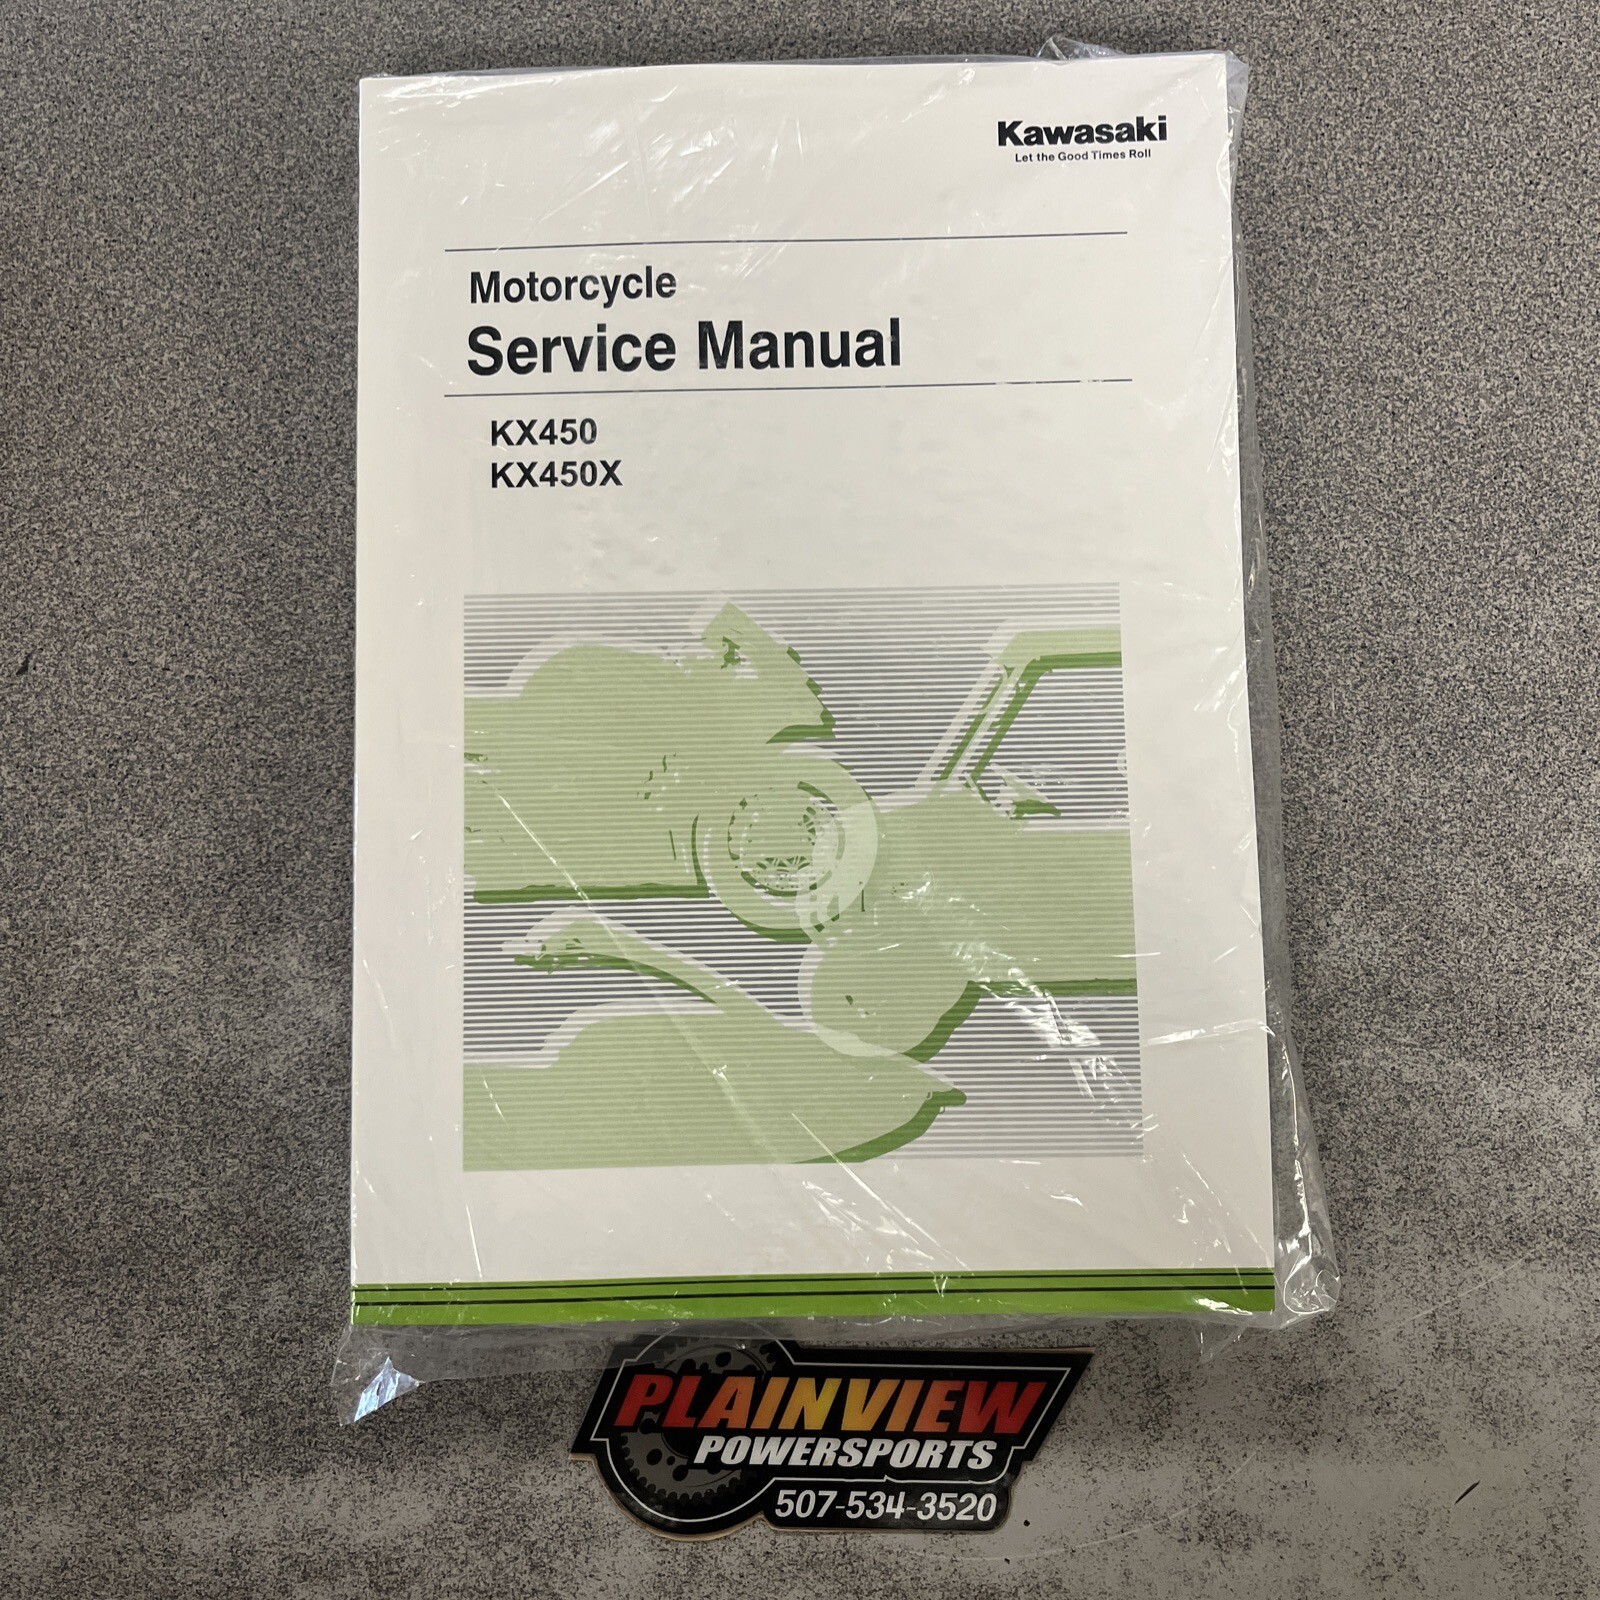 Kawasaki
Let the Good Times Roll
Motorcycle
Service Manual
KX450
KX450X
PLAINVIEW
POWERSPORTS
507-534-3520